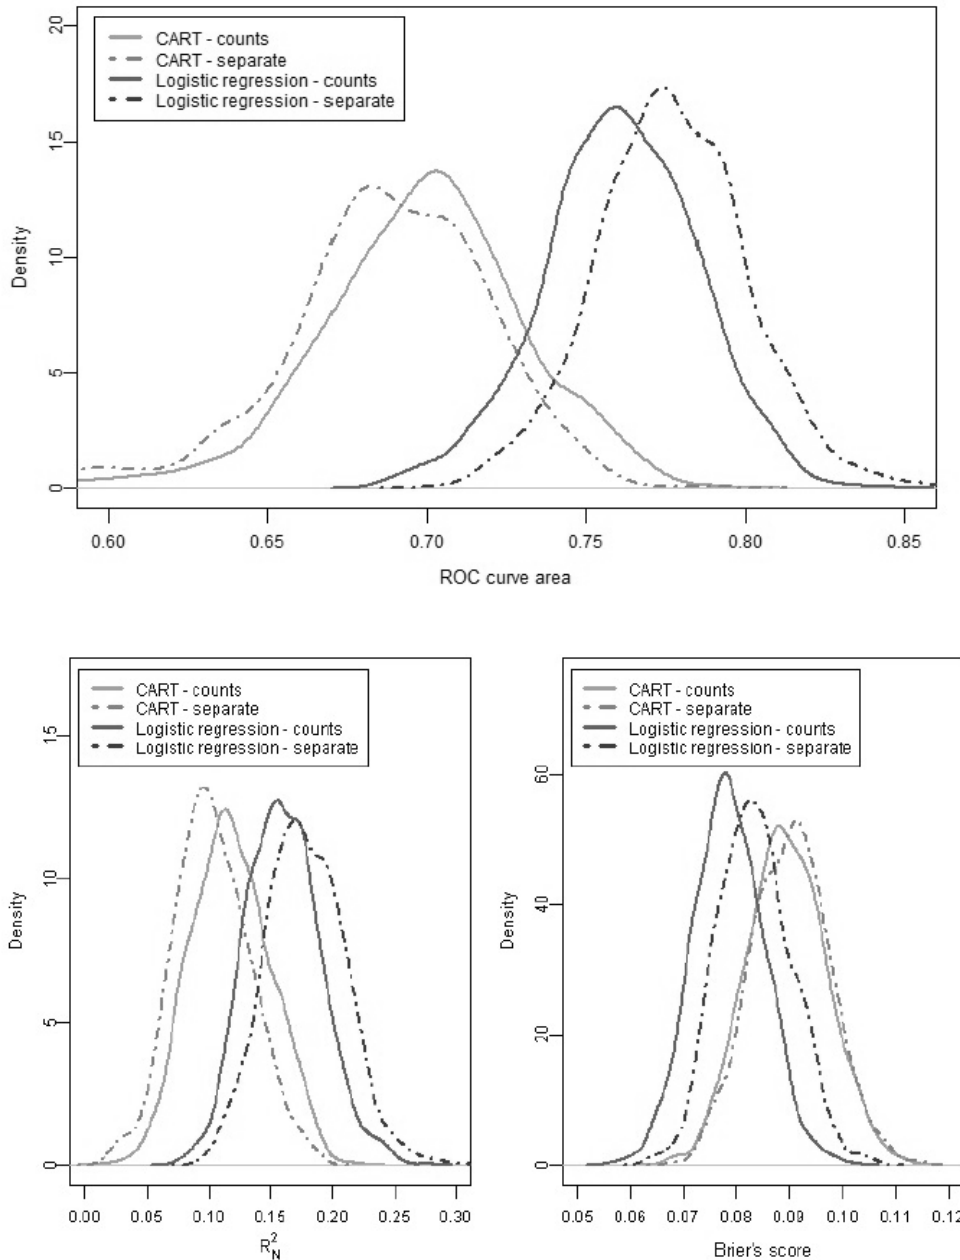 CART - counts
CART - separate
Logistic regression - counts
Logistic regression - separate
20
15
10
5
0
Density
0.60 0.65 0.70 0.75 0.80 0.85
ROC curve area
CART - counts
CART - separate
Logistic regression - counts
Logistic regression - separate
15
10
5
0
Density
0.00 0.05 0.10 0.15 0.20 0.25 0.30
R²N
CART - counts
CART - separate
Logistic regression - counts
Logistic regression - separate
60
40
20
0
Density
0.05 0.06 0.07 0.08 0.09 0.10 0.11 0.12
Brier's score